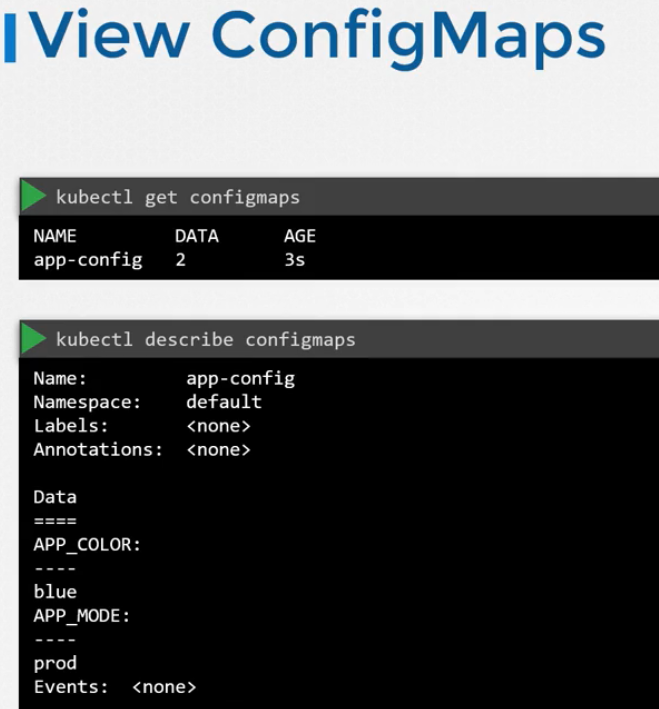 View ConfigMaps
kubectl get configmaps
NAME DATA AGE
app-config 2 3s
kubectl describe configmaps
Name: app-config
Namespace: default
Labels: <none>
Annotations: <none>
Data
====
APP_COLOR:
----
blue
APP_MODE:
----
prod
Events: <none>